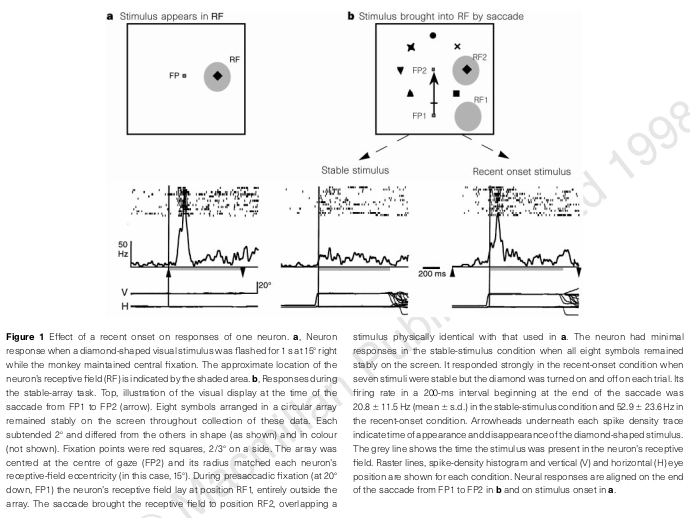 a Stimulus appears in RF
b Stimulus brought into RF by saccade
RF
FP
RF2
FP2
RF1
FP1
Stable stimulus
Recent onset stimulus
50
Hz
200 ms
20°
V
H
Figure 1 Effect of a recent onset on responses of one neuron. a, Neuron
response when a diamond-shaped visual stimulus was flashed for 1 s at 15° right
while the monkey maintained central fixation. The approximate location of the
neuron's receptive field (RF) is indicated by the shaded area. b, Responses during
the stable-array task. Top, illustration of the visual display at the time of the
saccade from FP1 to FP2 (arrow). Eight symbols arranged in a circular array
remained stably on the screen throughout collection of these data. Each
subtended 2° and differed from the others in shape (as shown) and in colour
(not shown). Fixation points were red squares, 2/3° on a side. The array was
centred at the centre of gaze (FP2) and its radius matched each neuron's
receptive-field eccentricity (in this case, 15°). During presaccadic fixation (at 20°
down, FP1) the neuron's receptive field lay at position RF1, entirely outside the
array. The saccade brought the receptive field to position RF2, overlapping a
stimulus physically identical with that used in a. The neuron had minimal
responses in the stable-stimulus condition when all eight symbols remained
stably on the screen. It responded strongly in the recent-onset condition when
seven stimuli were stable but the diamond was turned on and off on each trial. Its
firing rate in a 200-ms interval beginning at the end of the saccade was
20.8 ± 11.5 Hz (mean ± s.d.) in the stable-stimulus condition and 52.9 ± 23.6 Hz in
the recent-onset condition. Arrowheads underneath each spike density trace
indicate time of appearance and disappearance of the diamond-shaped stimulus.
The grey line shows the time the stimulus was present in the neuron's receptive
field. Raster lines, spike-density histogram and vertical (V) and horizontal (H) eye
position are shown for each condition. Neural responses are aligned on the end
of the saccade from FP1 to FP2 in b and on stimulus onset in a.